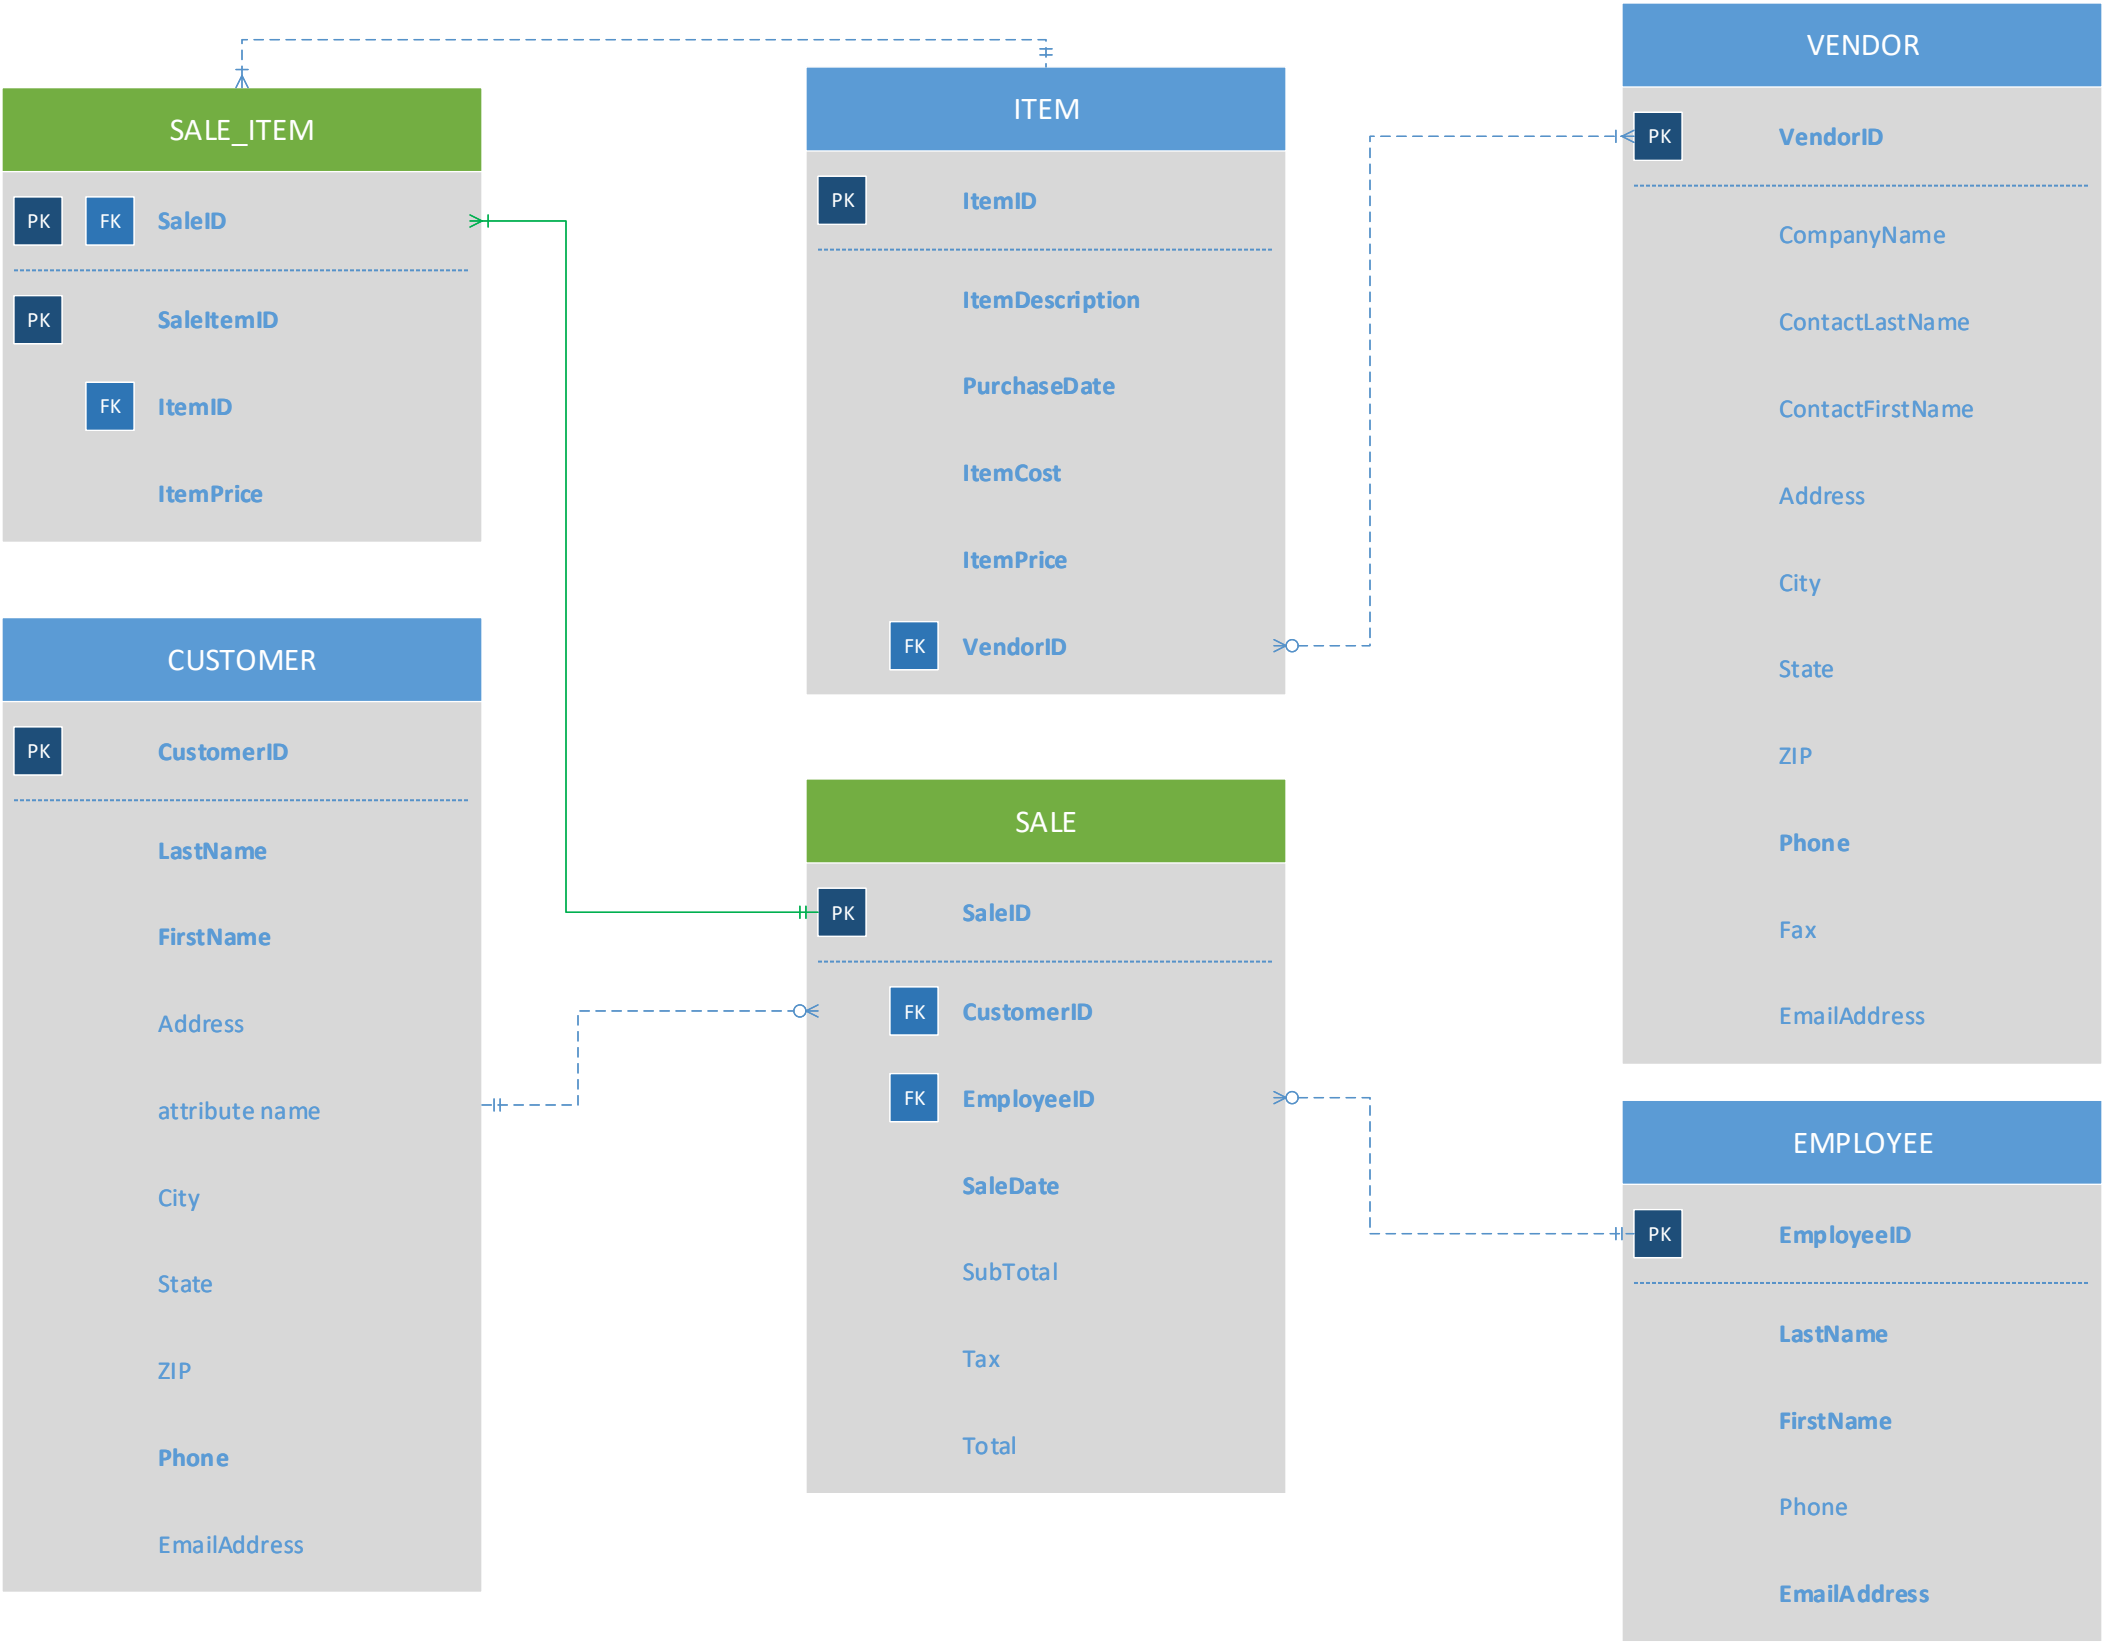 SALE_ITEM
PK FK SaleID
PK SaleItemID
FK ItemID
ItemPrice
CUSTOMER
PK CustomerID
LastName
FirstName
Address
attribute name
City
State
ZIP
Phone
EmailAddress
ITEM
PK ItemID
ItemDescription
PurchaseDate
ItemCost
ItemPrice
FK VendorID
SALE
PK SaleID
FK CustomerID
FK EmployeeID
SaleDate
SubTotal
Tax
Total
VENDOR
PK VendorID
CompanyName
ContactLastName
ContactFirstName
Address
City
State
ZIP
Phone
Fax
EmailAddress
EMPLOYEE
PK EmployeeID
LastName
FirstName
Phone
EmailAddress